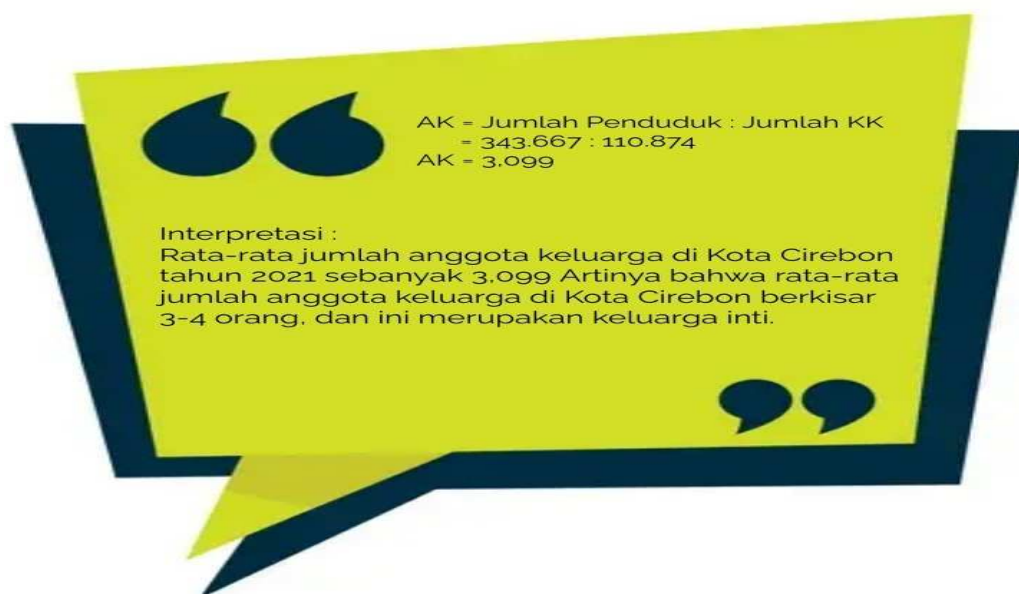 AK = Jumlah Penduduk : Jumlah KK
= 343.667 : 110.874
AK = 3,099
Interpretasi :
Rata-rata jumlah anggota keluarga di Kota Cirebon
tahun 2021 sebanyak 3,099 Artinya bahwa rata-rata
jumlah anggota keluarga di Kota Cirebon berkisar
3-4 orang, dan ini merupakan keluarga inti.